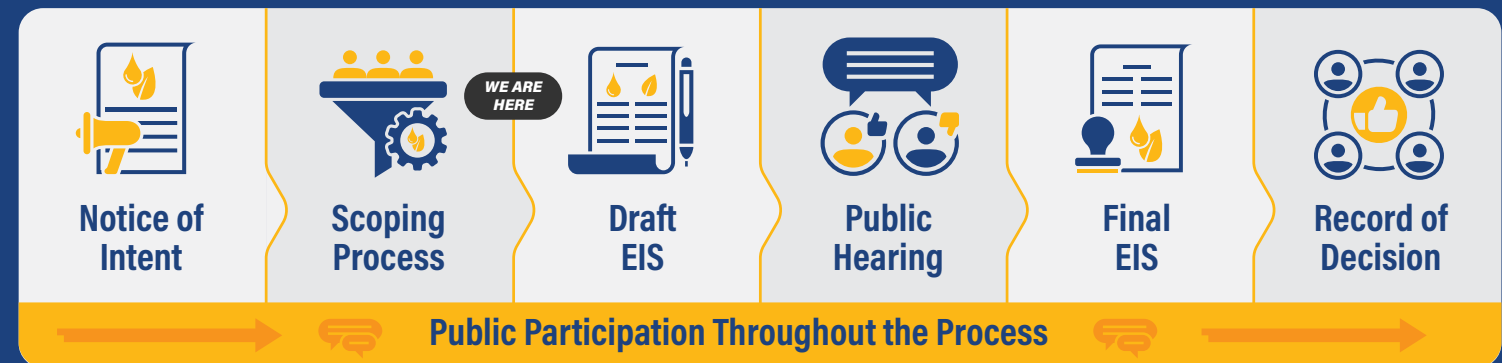 WE ARE
HERE
Notice of
Intent
Scoping
Process
Draft
EIS
Public
Hearing
Final
EIS
Record of
Decision
Public Participation Throughout the Process